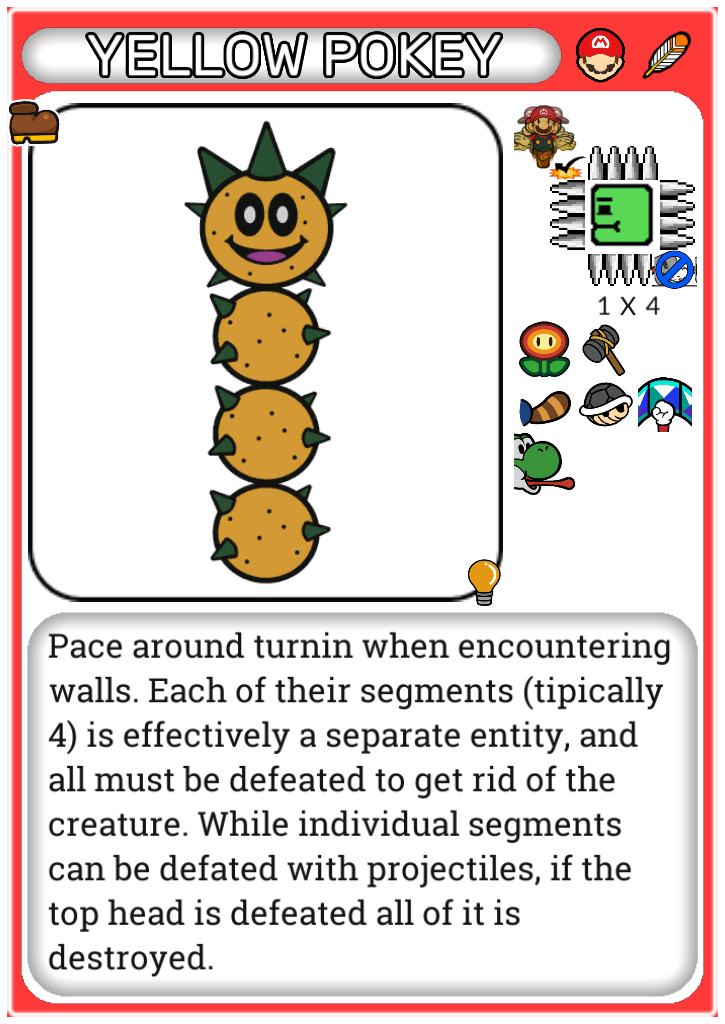 YELLOW POKEY
1 X 4
Pace around turnin when encountering
walls. Each of their segments (tipically
4) is effectively a separate entity, and
all must be defeated to get rid of the
creature. While individual segments
can be defated with projectiles, if the
top head is defeated all of it is
destroyed.